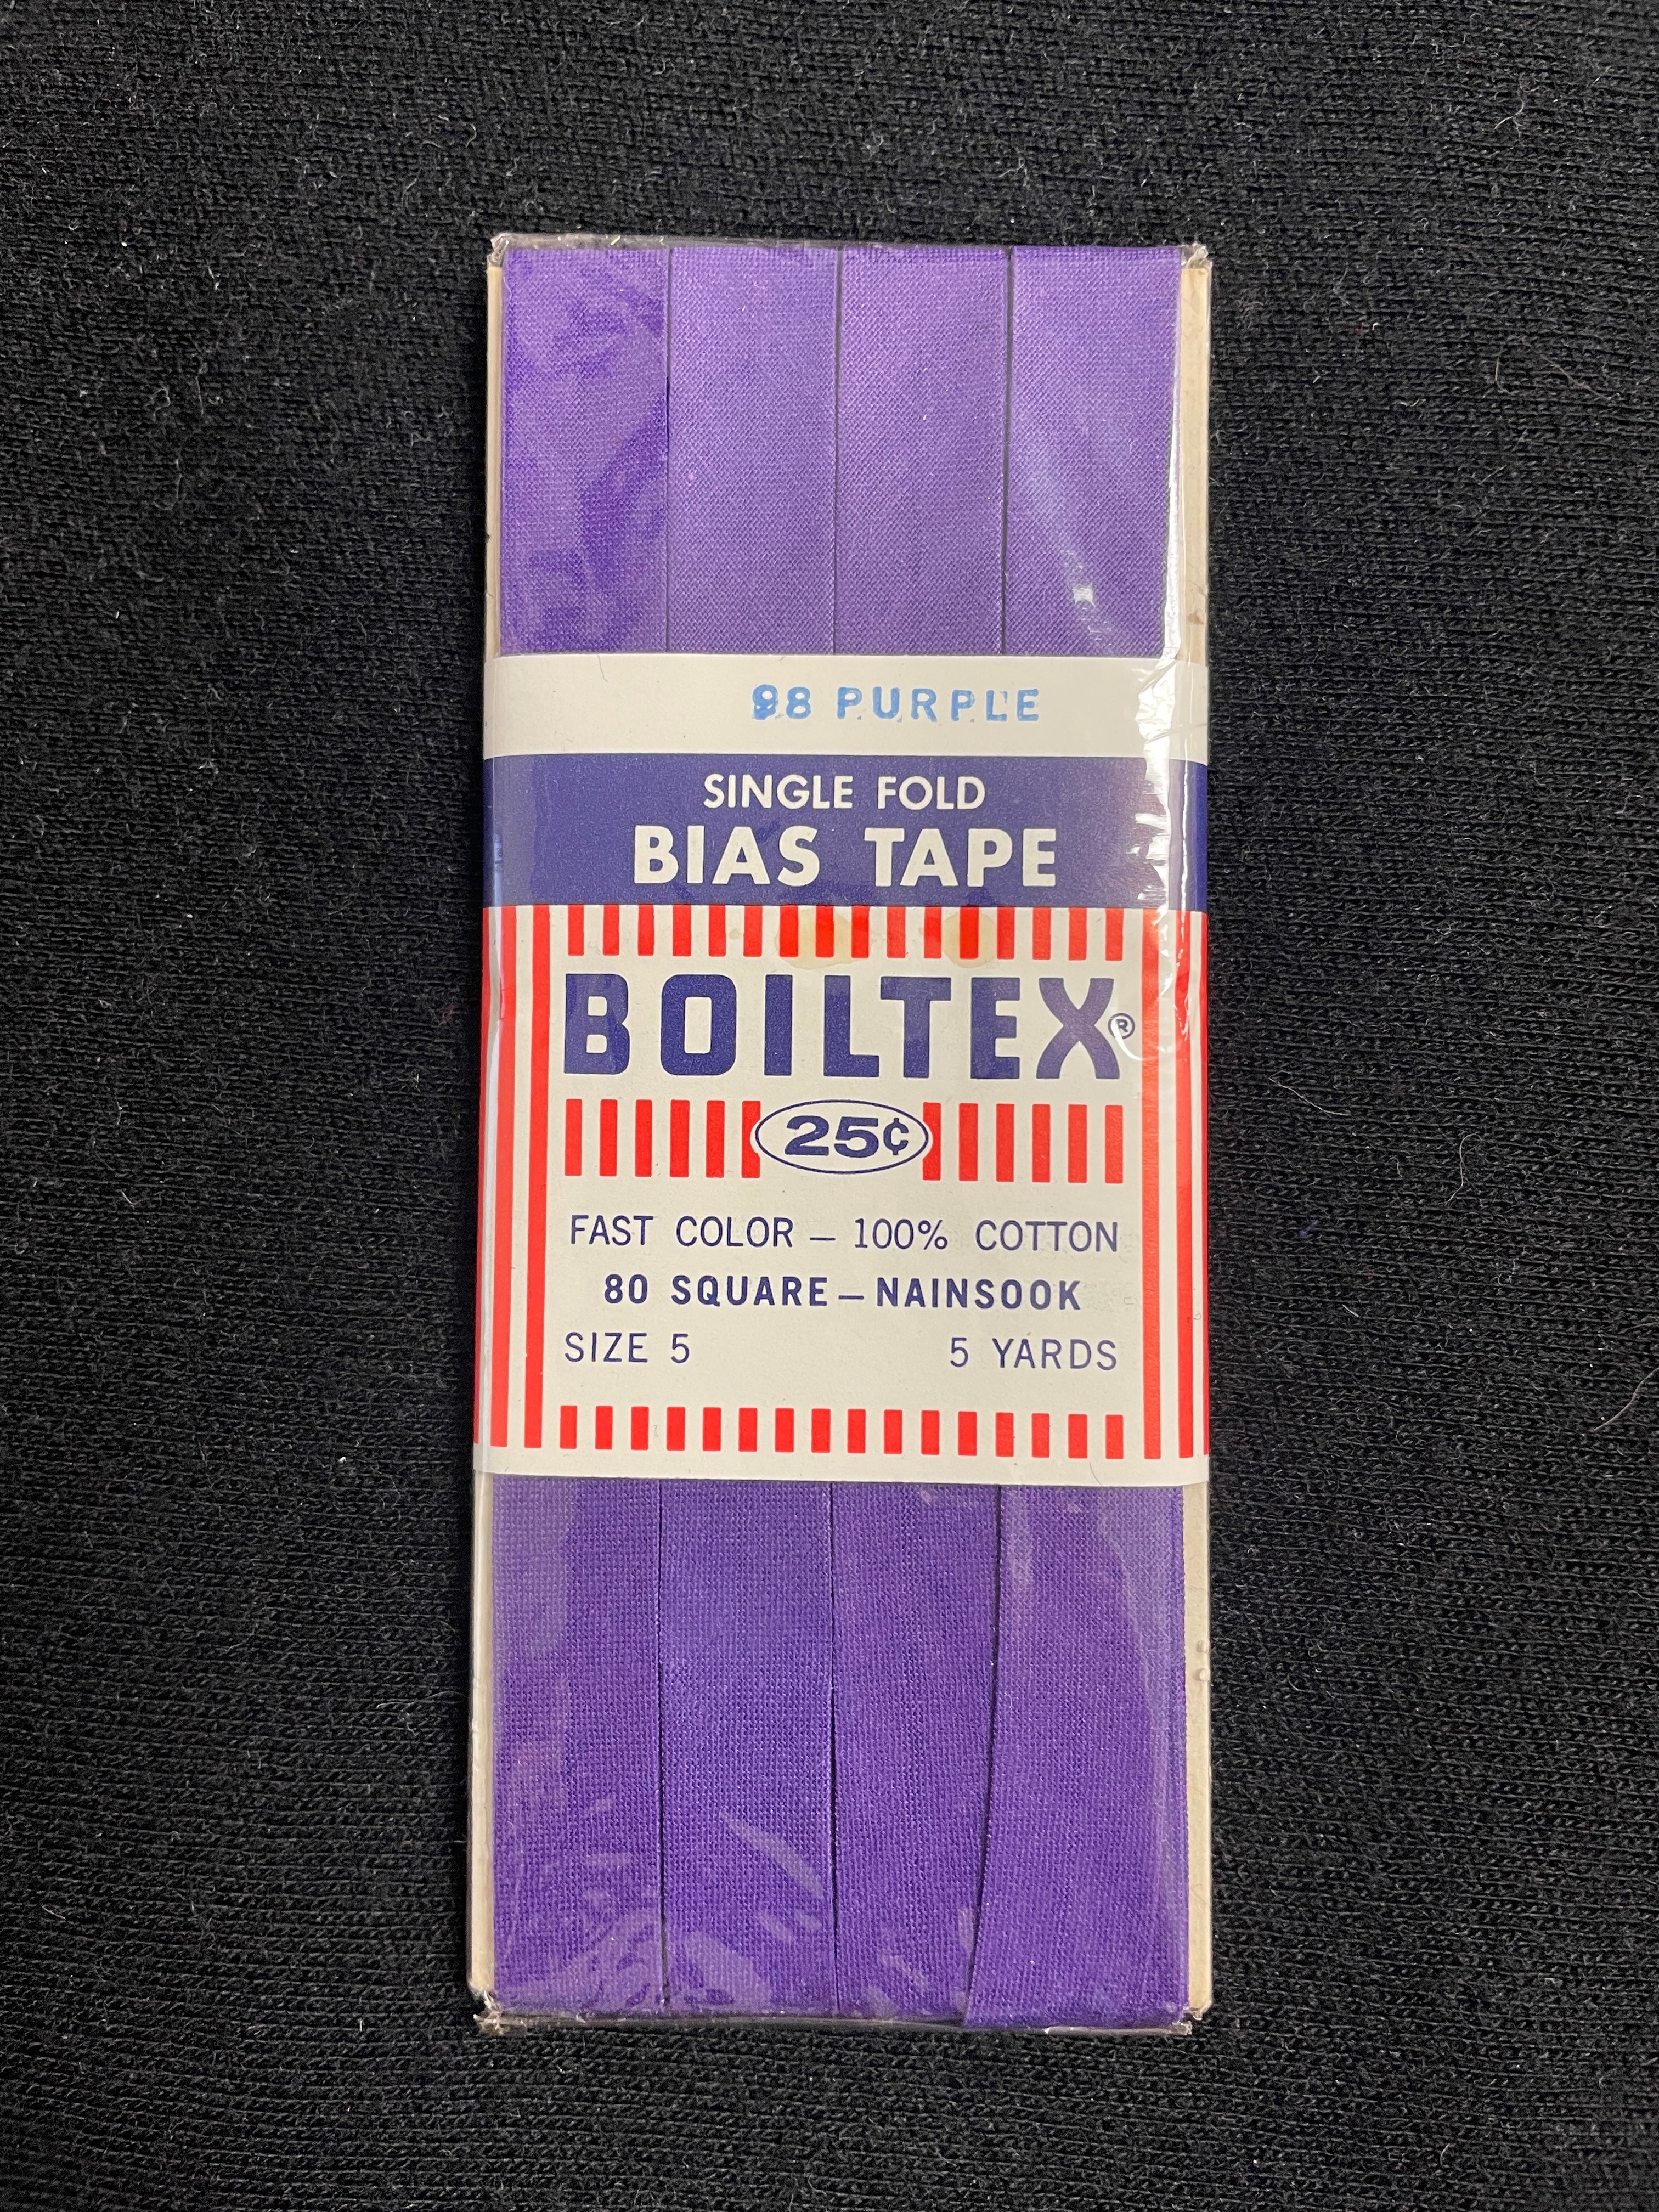 98 PURPLE
SINGLE FOLD
BIAS TAPE
BOILTEX®
25¢
FAST COLOR — 100% COTTON
80 SQUARE — NAINSOOK
SIZE 5 5 YARDS